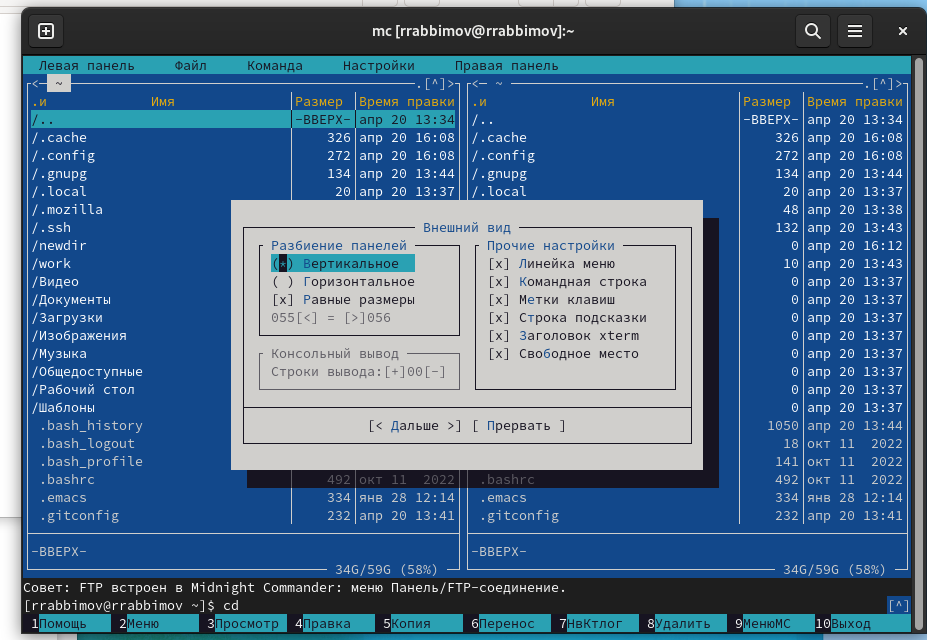 mc [rrabbimov@rrabbimov]:~
Левая панель Файл Команда Настройки Правая панель
<─ ~ .[^]> <─ ~ .[^]>
.и Имя Размер Время правки .и Имя Размер Время правки
/.. -ВВЕРХ- апр 20 13:34 /.. -ВВЕРХ- апр 20 13:34
/.cache 326 апр 20 16:08 /.cache 326 апр 20 16:08
/.config 272 апр 20 16:08 /.config 272 апр 20 16:08
/.gnupg 134 апр 20 13:44 /.gnupg 134 апр 20 13:44
/.local 20 апр 20 13:37 /.local 20 апр 20 13:37
/.mozilla 48 апр 20 13:38
/.ssh Внешний вид 132 апр 20 13:43
/newdir Разбиение панелей Прочие настройки 0 апр 20 16:12
/work (*) Вертикальное [x] Линейка меню 10 апр 20 13:43
/Видео ( ) Горизонтальное [x] Командная строка 0 апр 20 13:37
/Документы [x] Равные размеры [x] Метки клавиш 0 апр 20 13:37
/Загрузки 055[<] = [>]056 [x] Строка подсказки 0 апр 20 13:37
/Изображения [x] Заголовок xterm 0 апр 20 13:37
/Музыка Консольный вывод [x] Свободное место 0 апр 20 13:37
/Общедоступные Строки вывода:[+]00[-] 0 апр 20 13:37
/Рабочий стол 0 апр 20 13:37
/Шаблоны 0 апр 20 13:37
.bash_history [< Дальше >] [ Прервать ] 1050 апр 20 13:44
.bash_logout 18 окт 11 2022
.bash_profile 141 окт 11 2022
.bashrc 492 окт 11 2022 .bashrc 492 окт 11 2022
.emacs 334 янв 28 12:14 .emacs 334 янв 28 12:14
.gitconfig 232 апр 20 13:41 .gitconfig 232 апр 20 13:41
-ВВЕРХ- -ВВЕРХ-
34G/59G (58%) 34G/59G (58%)
Совет: FTP встроен в Midnight Commander: меню Панель/FTP-соединение.
[rrabbimov@rrabbimov ~]$ cd [^]
1Помощь 2Меню 3Просмотр 4Правка 5Копия 6Перенос 7НвКтлог 8Удалить 9МенюМС 10Выход